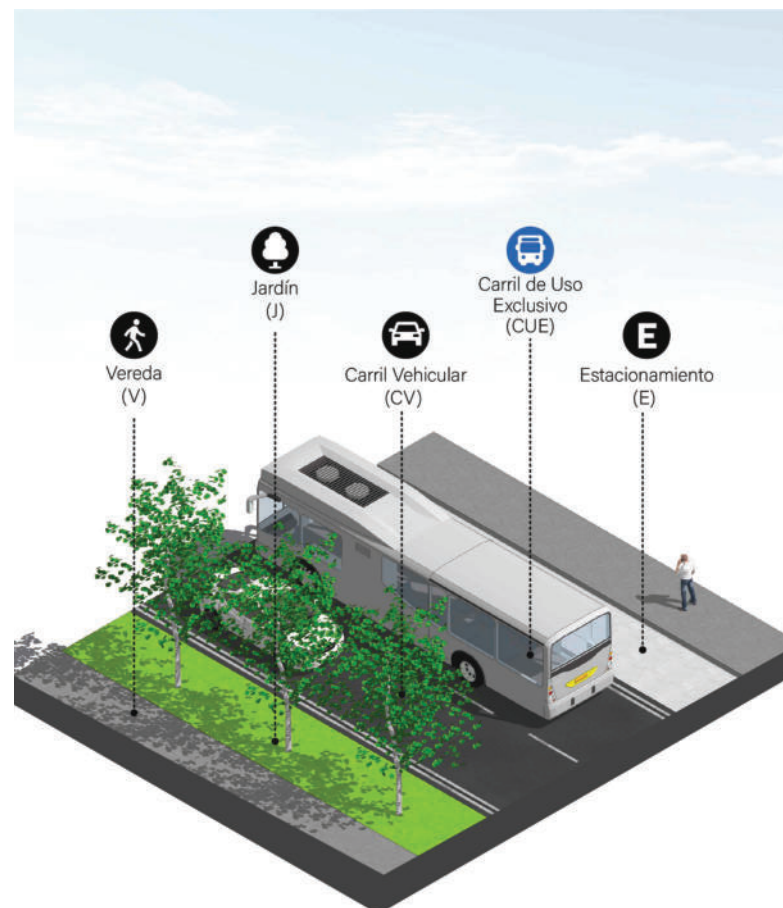 Jardín
(J)
Carril de Uso
Exclusivo
(CUE)
Vereda
(V)
Carril Vehicular
(CV)
E
Estacionamiento
(E)